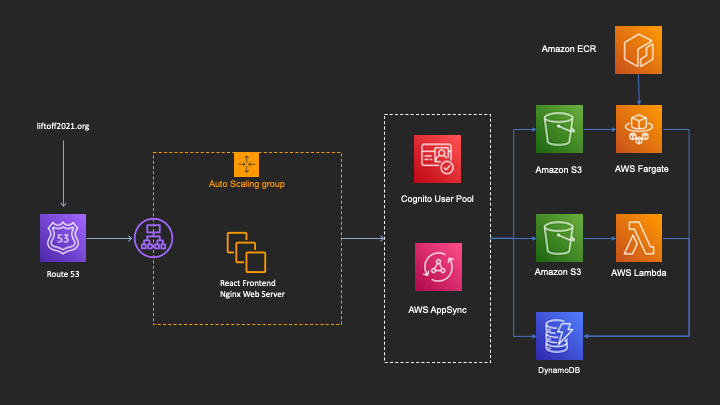 Amazon ECR
liftoff2021.org
Auto Scaling group
Cognito User Pool
Amazon S3
AWS Fargate
53
Route 53
React Frontend
Nginx Web Server
AWS AppSync
Amazon S3
AWS Lambda
DynamoDB